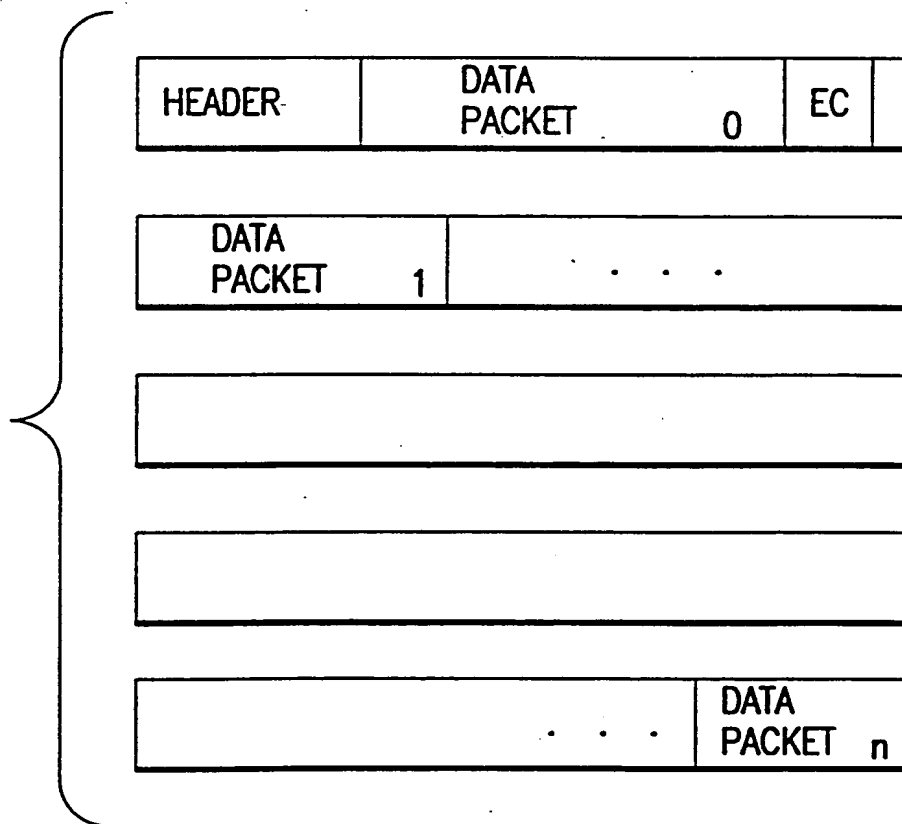 HEADER
DATA
PACKET 0
EC
DATA
PACKET 1
. . .
. . .
DATA
PACKET n